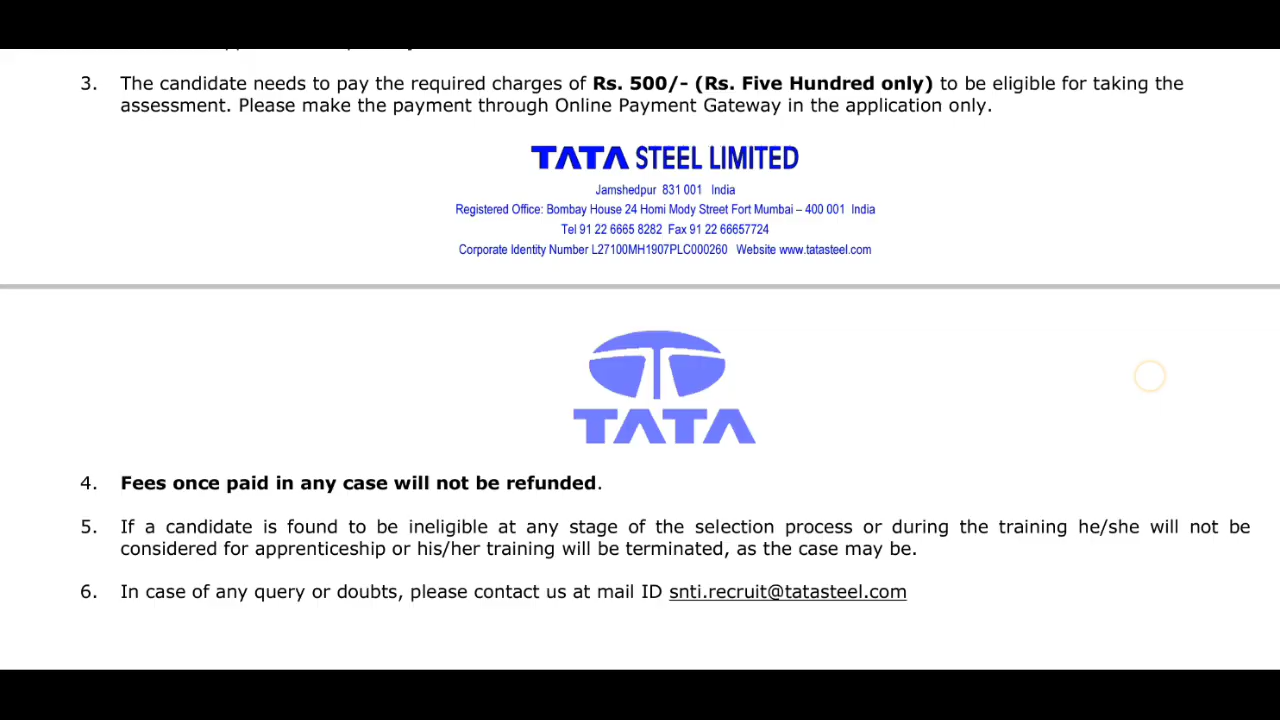 3. The candidate needs to pay the required charges of Rs. 500/- (Rs. Five Hundred only) to be eligible for taking the
assessment. Please make the payment through Online Payment Gateway in the application only.
TATA STEEL LIMITED
Jamshedpur 831 001 India
Registered Office: Bombay House 24 Homi Mody Street Fort Mumbai – 400 001 India
Tel 91 22 6665 8282 Fax 91 22 66657724
Corporate Identity Number L27100MH1907PLC000260 Website www.tatasteel.com
TATA
4. Fees once paid in any case will not be refunded.
5. If a candidate is found to be ineligible at any stage of the selection process or during the training he/she will not be
considered for apprenticeship or his/her training will be terminated, as the case may be.
6. In case of any query or doubts, please contact us at mail ID snti.recruit@tatasteel.com